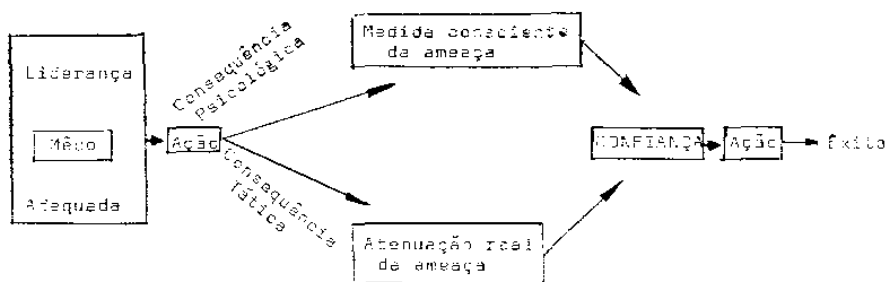 Liderança
Mêdo
Adequada
Ação
Consequência
Psicológica
Consequência
Tática
Medida consciente
da ameaça
Atenuação real
da ameaça
CONFIANÇA
Ação
Êxito